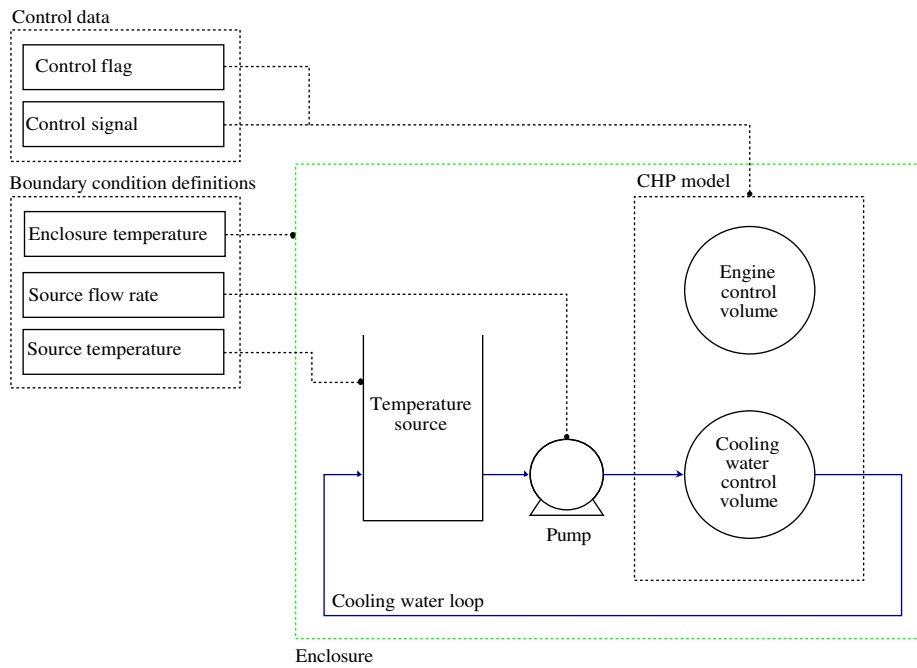 Control data
Control flag
Control signal
Boundary condition definitions
Enclosure temperature
Source flow rate
Source temperature
CHP model
Engine
control
volume
Temperature
source
Cooling
water
control
volume
Pump
Cooling water loop
Enclosure